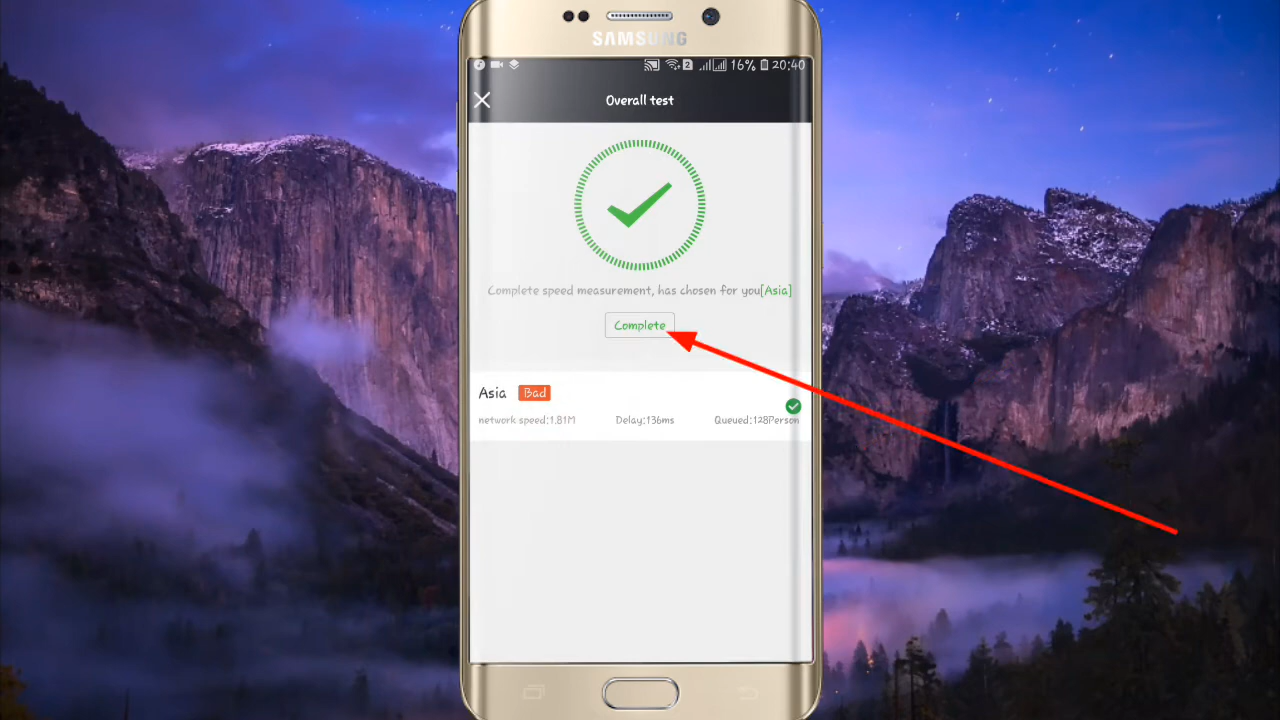 SAMSUNG
2 16% 20:40
Overall test
Complete speed measurement, has chosen for you[Asia]
Complete
Asia Bad
network speed:1.81M Delay:136ms Queued:128Person